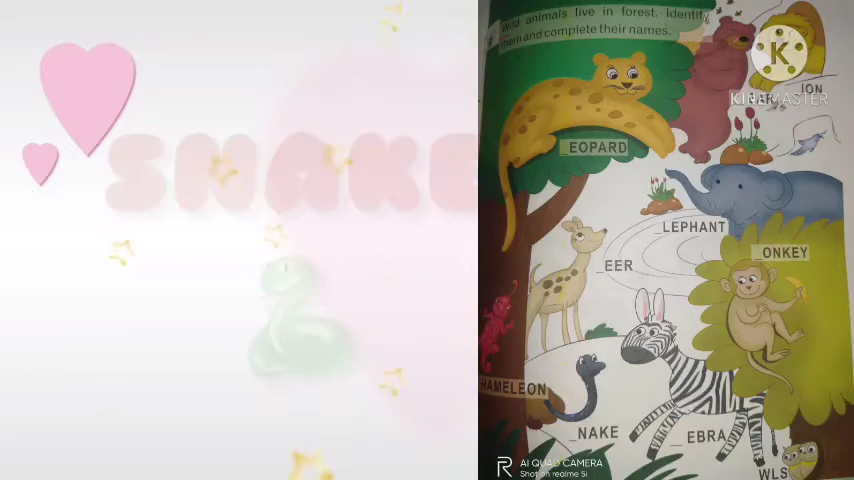 SNAKE
Wild animals live in forest. Identify
them and complete their names.
KINEMASTER
EAR
ION
_EOPARD
_LEPHANT
_ONKEY
_EER
HAMELEON
_NAKE
_EBRA
WLS
AI QUAD CAMERA
Shot on realme 5i